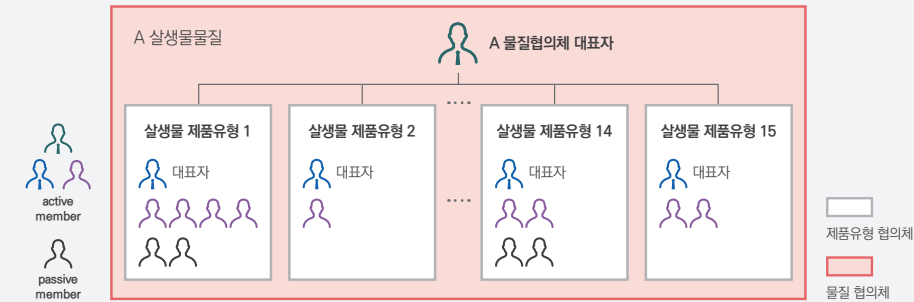 A 살생물물질
A 물질협의체 대표자
살생물 제품유형 1
살생물 제품유형 2
살생물 제품유형 14
살생물 제품유형 15
대표자
대표자
대표자
대표자
active
member
passive
member
제품유형 협의체
물질 협의체